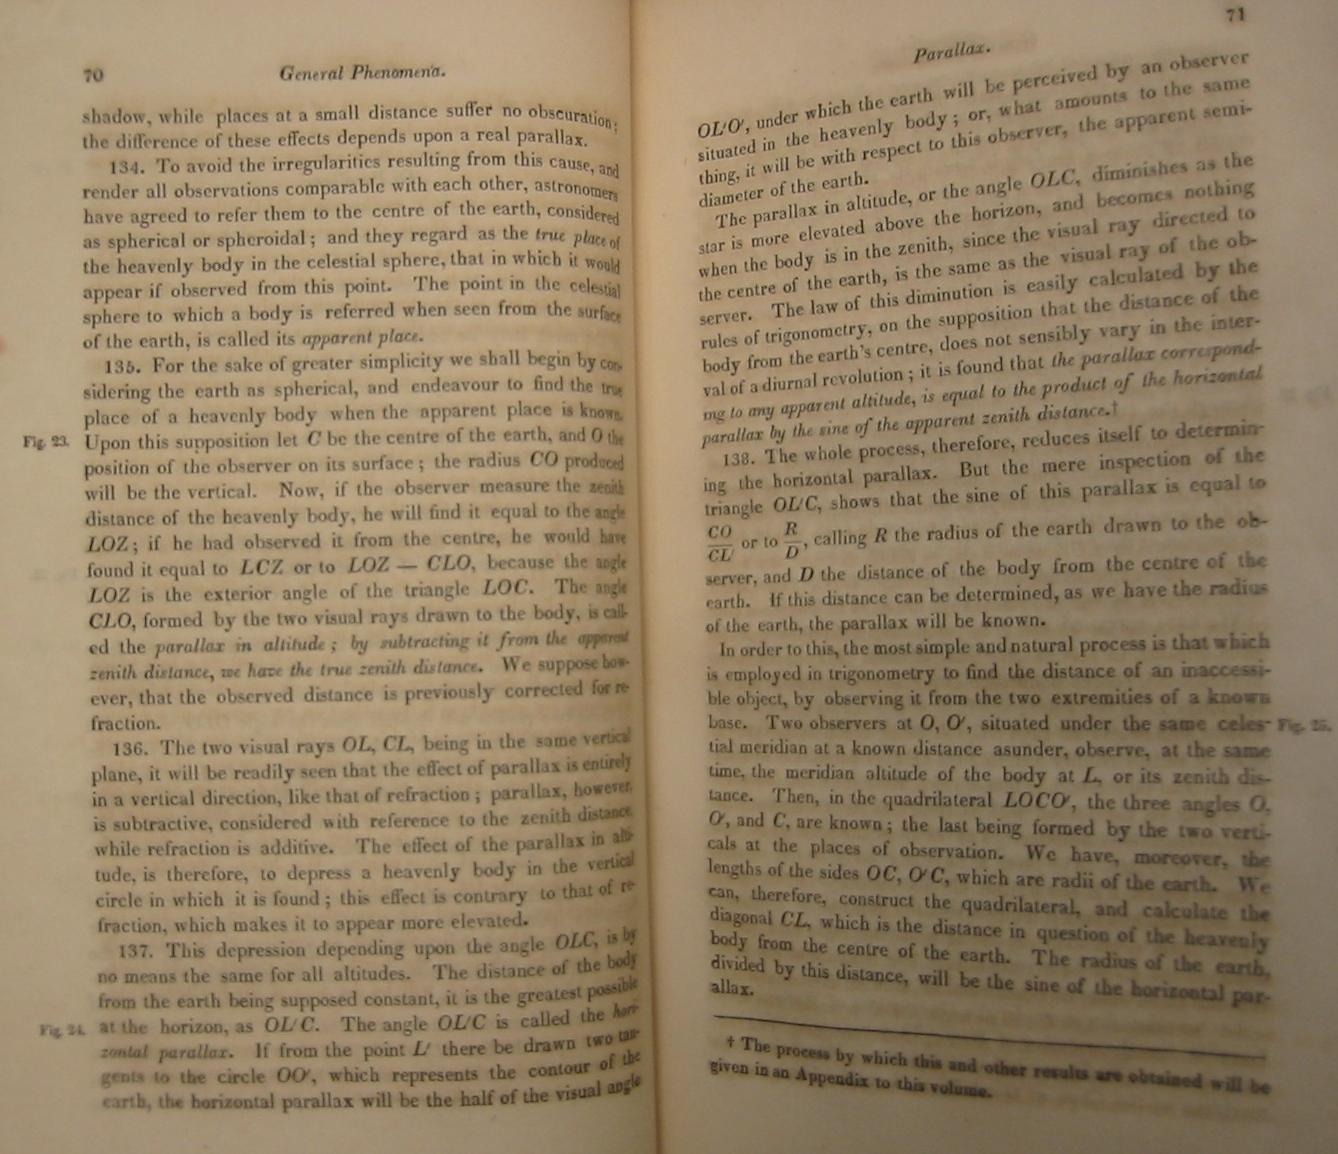 70
General Phenomena.
shadow, while places at a small distance suffer no obscuration;
the difference of these effects depends upon a real parallax.
134. To avoid the irregularities resulting from this cause, and
render all observations comparable with each other, astronomers
have agreed to refer them to the centre of the earth, considered
as spherical or spheroidal; and they regard as the true place of
the heavenly body in the celestial sphere, that in which it would
appear if observed from this point. The point in the celestial
sphere to which a body is referred when seen from the surface
of the earth, is called its apparent place.
135. For the sake of greater simplicity we shall begin by con-
sidering the earth as spherical, and endeavour to find the true
place of a heavenly body when the apparent place is known.
Fig. 23. Upon this supposition let C be the centre of the earth, and O the
position of the observer on its surface; the radius CO produced
will be the vertical. Now, if the observer measure the zenith
distance of the heavenly body, he will find it equal to the angle
LOZ; if he had observed it from the centre, he would have
found it equal to LCZ or to LOZ — CLO, because the angle
LOZ is the exterior angle of the triangle LOC. The angle
CLO, formed by the two visual rays drawn to the body, is call-
ed the parallax in altitude; by subtracting it from the apparent
zenith distance, we have the true zenith distance. We suppose how-
ever, that the observed distance is previously corrected for re-
fraction.
136. The two visual rays OL, CL, being in the same vertical
plane, it will be readily seen that the effect of parallax is entirely
in a vertical direction, like that of refraction; parallax, however,
is subtractive, considered with reference to the zenith distance,
while refraction is additive. The effect of the parallax in alti-
tude, is therefore, to depress a heavenly body in the vertical
circle in which it is found; this effect is contrary to that of re-
fraction, which makes it to appear more elevated.
137. This depression depending upon the angle OLC, is by
no means the same for all altitudes. The distance of the body
from the earth being supposed constant, it is the greatest possible
Fig. 24. at the horizon, as OL'C. The angle OL'C is called the hori-
zontal parallax. If from the point L' there be drawn two tan-
gents to the circle OO', which represents the contour of the
earth, the horizontal parallax will be the half of the visual angle
71
Parallax.
OL'O', under which the earth will be perceived by an observer
situated in the heavenly body; or, what amounts to the same
thing, it will be with respect to this observer, the apparent semi-
diameter of the earth.
The parallax in altitude, or the angle OLC, diminishes as the
star is more elevated above the horizon, and becomes nothing
when the body is in the zenith, since the visual ray directed to
the centre of the earth, is the same as the visual ray of the ob-
server. The law of this diminution is easily calculated by the
rules of trigonometry, on the supposition that the distance of the
body from the earth's centre, does not sensibly vary in the inter-
val of a diurnal revolution; it is found that the parallax correspond-
ing to any apparent altitude, is equal to the product of the horizontal
parallax by the sine of the apparent zenith distance.†
138. The whole process, therefore, reduces itself to determin-
ing the horizontal parallax. But the mere inspection of the
triangle OL'C, shows that the sine of this parallax is equal to
CO/CL' or to R/D, calling R the radius of the earth drawn to the ob-
server, and D the distance of the body from the centre of the
earth. If this distance can be determined, as we have the radius
of the earth, the parallax will be known.
In order to this, the most simple and natural process is that which
is employed in trigonometry to find the distance of an inaccessi-
ble object, by observing it from the two extremities of a known
base. Two observers at O, O', situated under the same celes- Fig. 25.
tial meridian at a known distance asunder, observe, at the same
time, the meridian altitude of the body at L, or its zenith dis-
tance. Then, in the quadrilateral LOCO', the three angles O,
O', and C, are known; the last being formed by the two verti-
cals at the places of observation. We have, moreover, the
lengths of the sides OC, O'C, which are radii of the earth. We
can, therefore, construct the quadrilateral, and calculate the
diagonal CL, which is the distance in question of the heavenly
body from the centre of the earth. The radius of the earth,
divided by this distance, will be the sine of the horizontal par-
allax.
† The process by which this and other results are obtained will be
given in an Appendix to this volume.